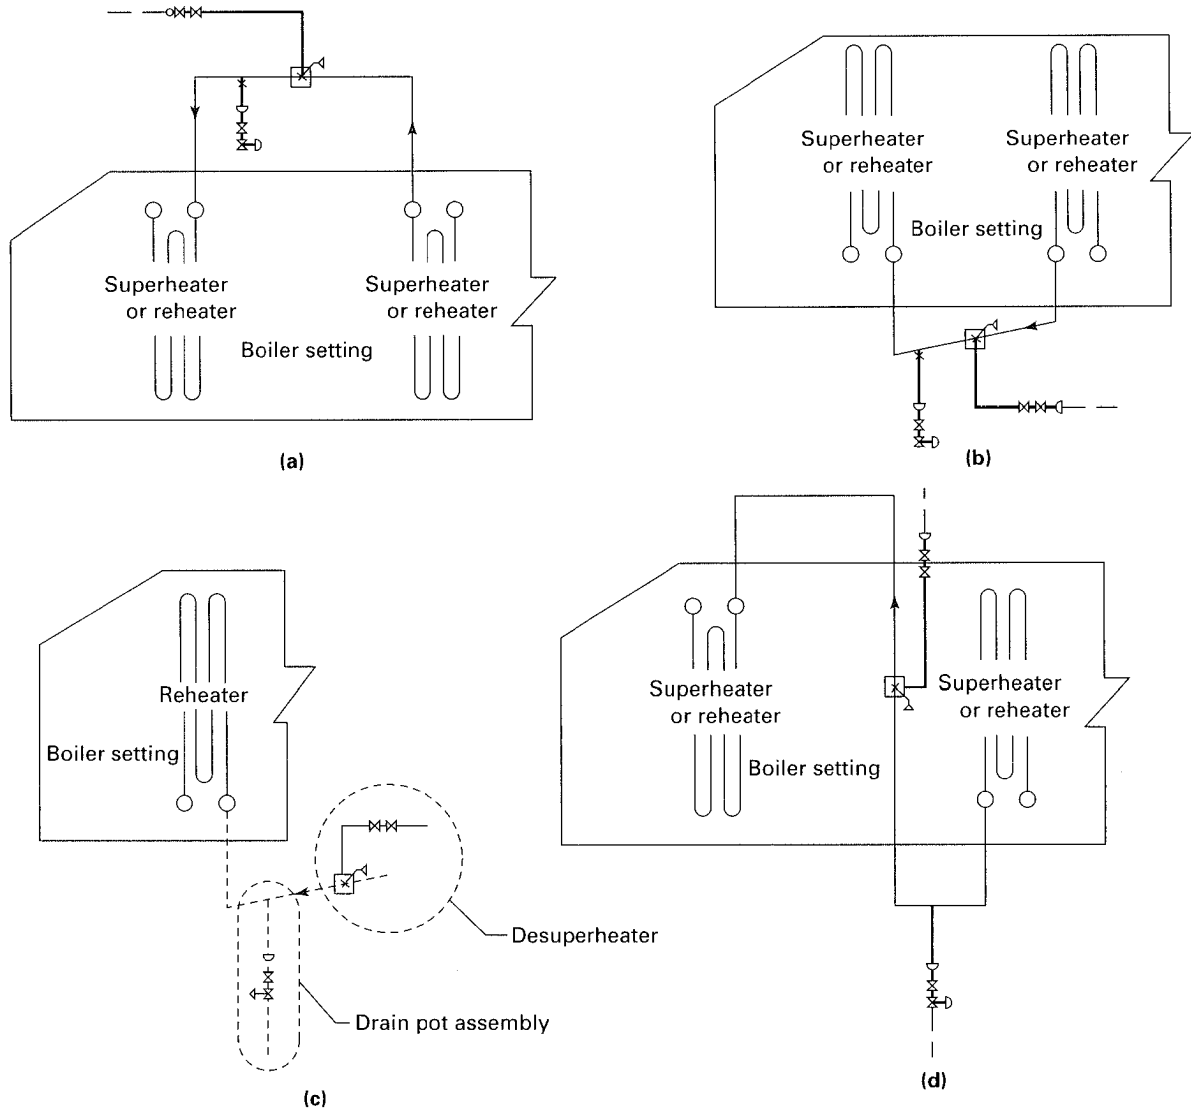 Superheater
or reheater
Superheater
or reheater
Boiler setting
(a)
Superheater
or reheater
Superheater
or reheater
Boiler setting
(b)
Reheater
Boiler setting
Desuperheater
Drain pot assembly
(c)
Superheater
or reheater
Superheater
or reheater
Boiler setting
(d)